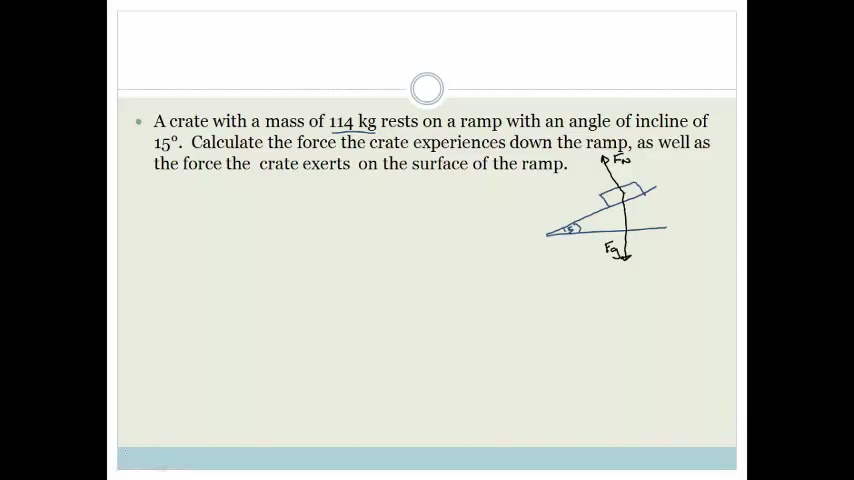 A crate with a mass of 114 kg rests on a ramp with an angle of incline of
15°. Calculate the force the crate experiences down the ramp, as well as
the force the crate exerts on the surface of the ramp.
FN
15
Fg